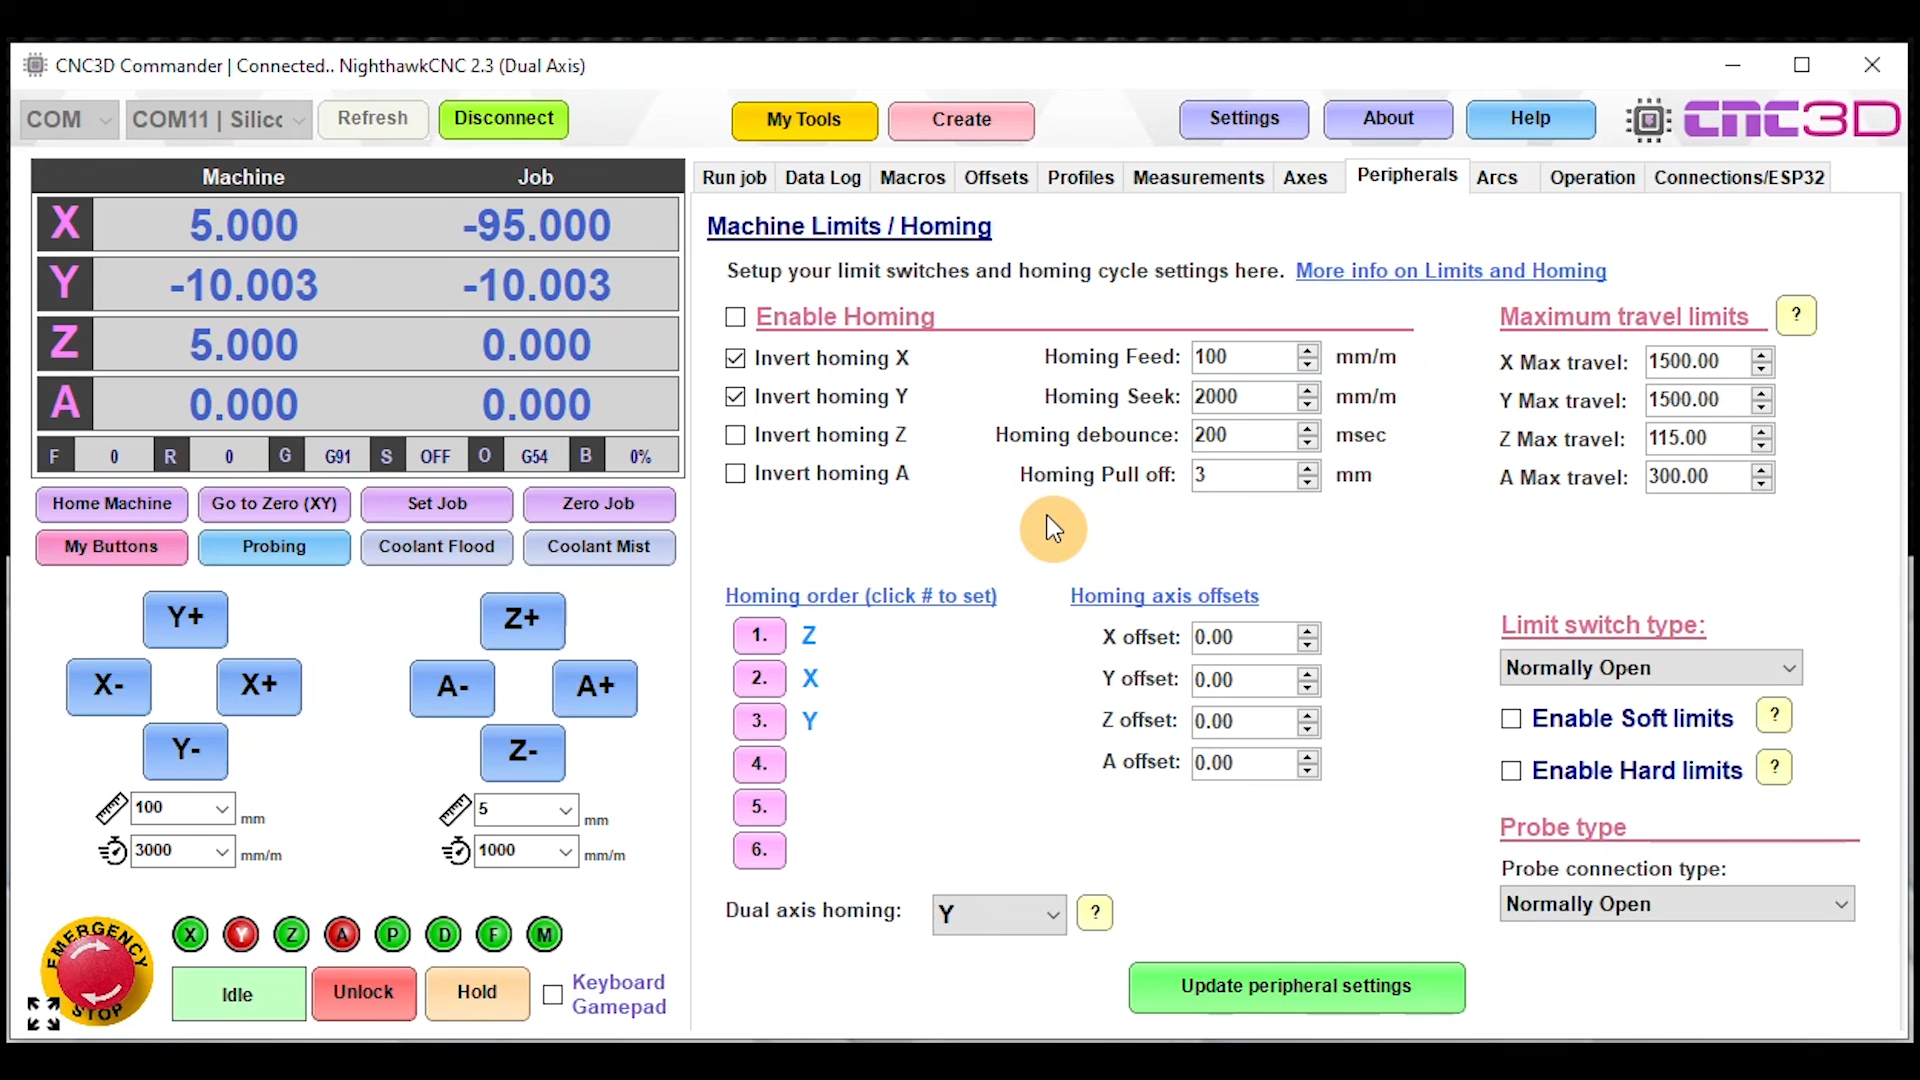 CNC3D Commander | Connected.. NighthawkCNC 2.3 (Dual Axis)
COM COM11 | Silicc Refresh Disconnect My Tools Create Settings About Help CNC3D
Machine Job
X 5.000 -95.000
Y -10.003 -10.003
Z 5.000 0.000
A 0.000 0.000
F 0 R 0 G G91 S OFF O G54 B 0%
Home Machine Go to Zero (XY) Set Job Zero Job
My Buttons Probing Coolant Flood Coolant Mist
Y+ Z+
X- X+ A- A+
Y- Z-
100 mm 5 mm
3000 mm/m 1000 mm/m
EMERGENCY STOP
X Y Z A P D F M
Idle Unlock Hold Keyboard
Gamepad
Run job Data Log Macros Offsets Profiles Measurements Axes Peripherals Arcs Operation Connections/ESP32
Machine Limits / Homing
Setup your limit switches and homing cycle settings here. More info on Limits and Homing
Enable Homing
Invert homing X Homing Feed: 100 mm/m
Invert homing Y Homing Seek: 2000 mm/m
Invert homing Z Homing debounce: 200 msec
Invert homing A Homing Pull off: 3 mm
Maximum travel limits ?
X Max travel: 1500.00
Y Max travel: 1500.00
Z Max travel: 115.00
A Max travel: 300.00
Homing order (click # to set)
1. Z
2. X
3. Y
4.
5.
6.
Homing axis offsets
X offset: 0.00
Y offset: 0.00
Z offset: 0.00
A offset: 0.00
Limit switch type:
Normally Open
Enable Soft limits ?
Enable Hard limits ?
Probe type
Probe connection type:
Normally Open
Dual axis homing: Y ?
Update peripheral settings